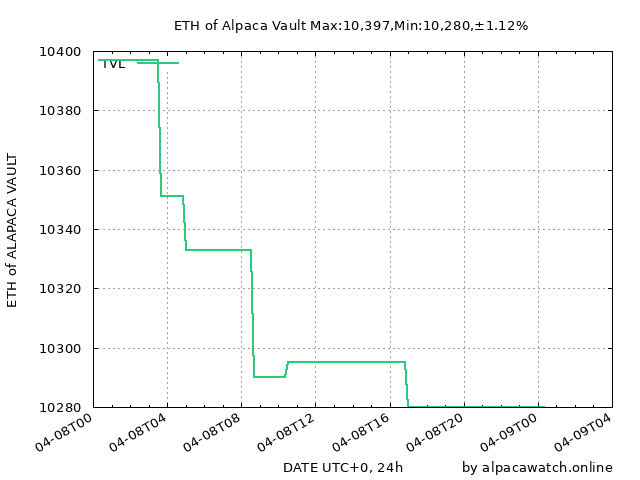 ETH of Alpaca Vault Max:10,397,Min:10,280,±1.12%
10400
TVL
10380
10360
10340
10320
10300
10280
ETH of ALAPACA VAULT
04-08T00
04-08T04
04-08T08
04-08T12
04-08T16
04-08T20
04-09T00
04-09T04
DATE UTC+0, 24h
by alpacawatch.online